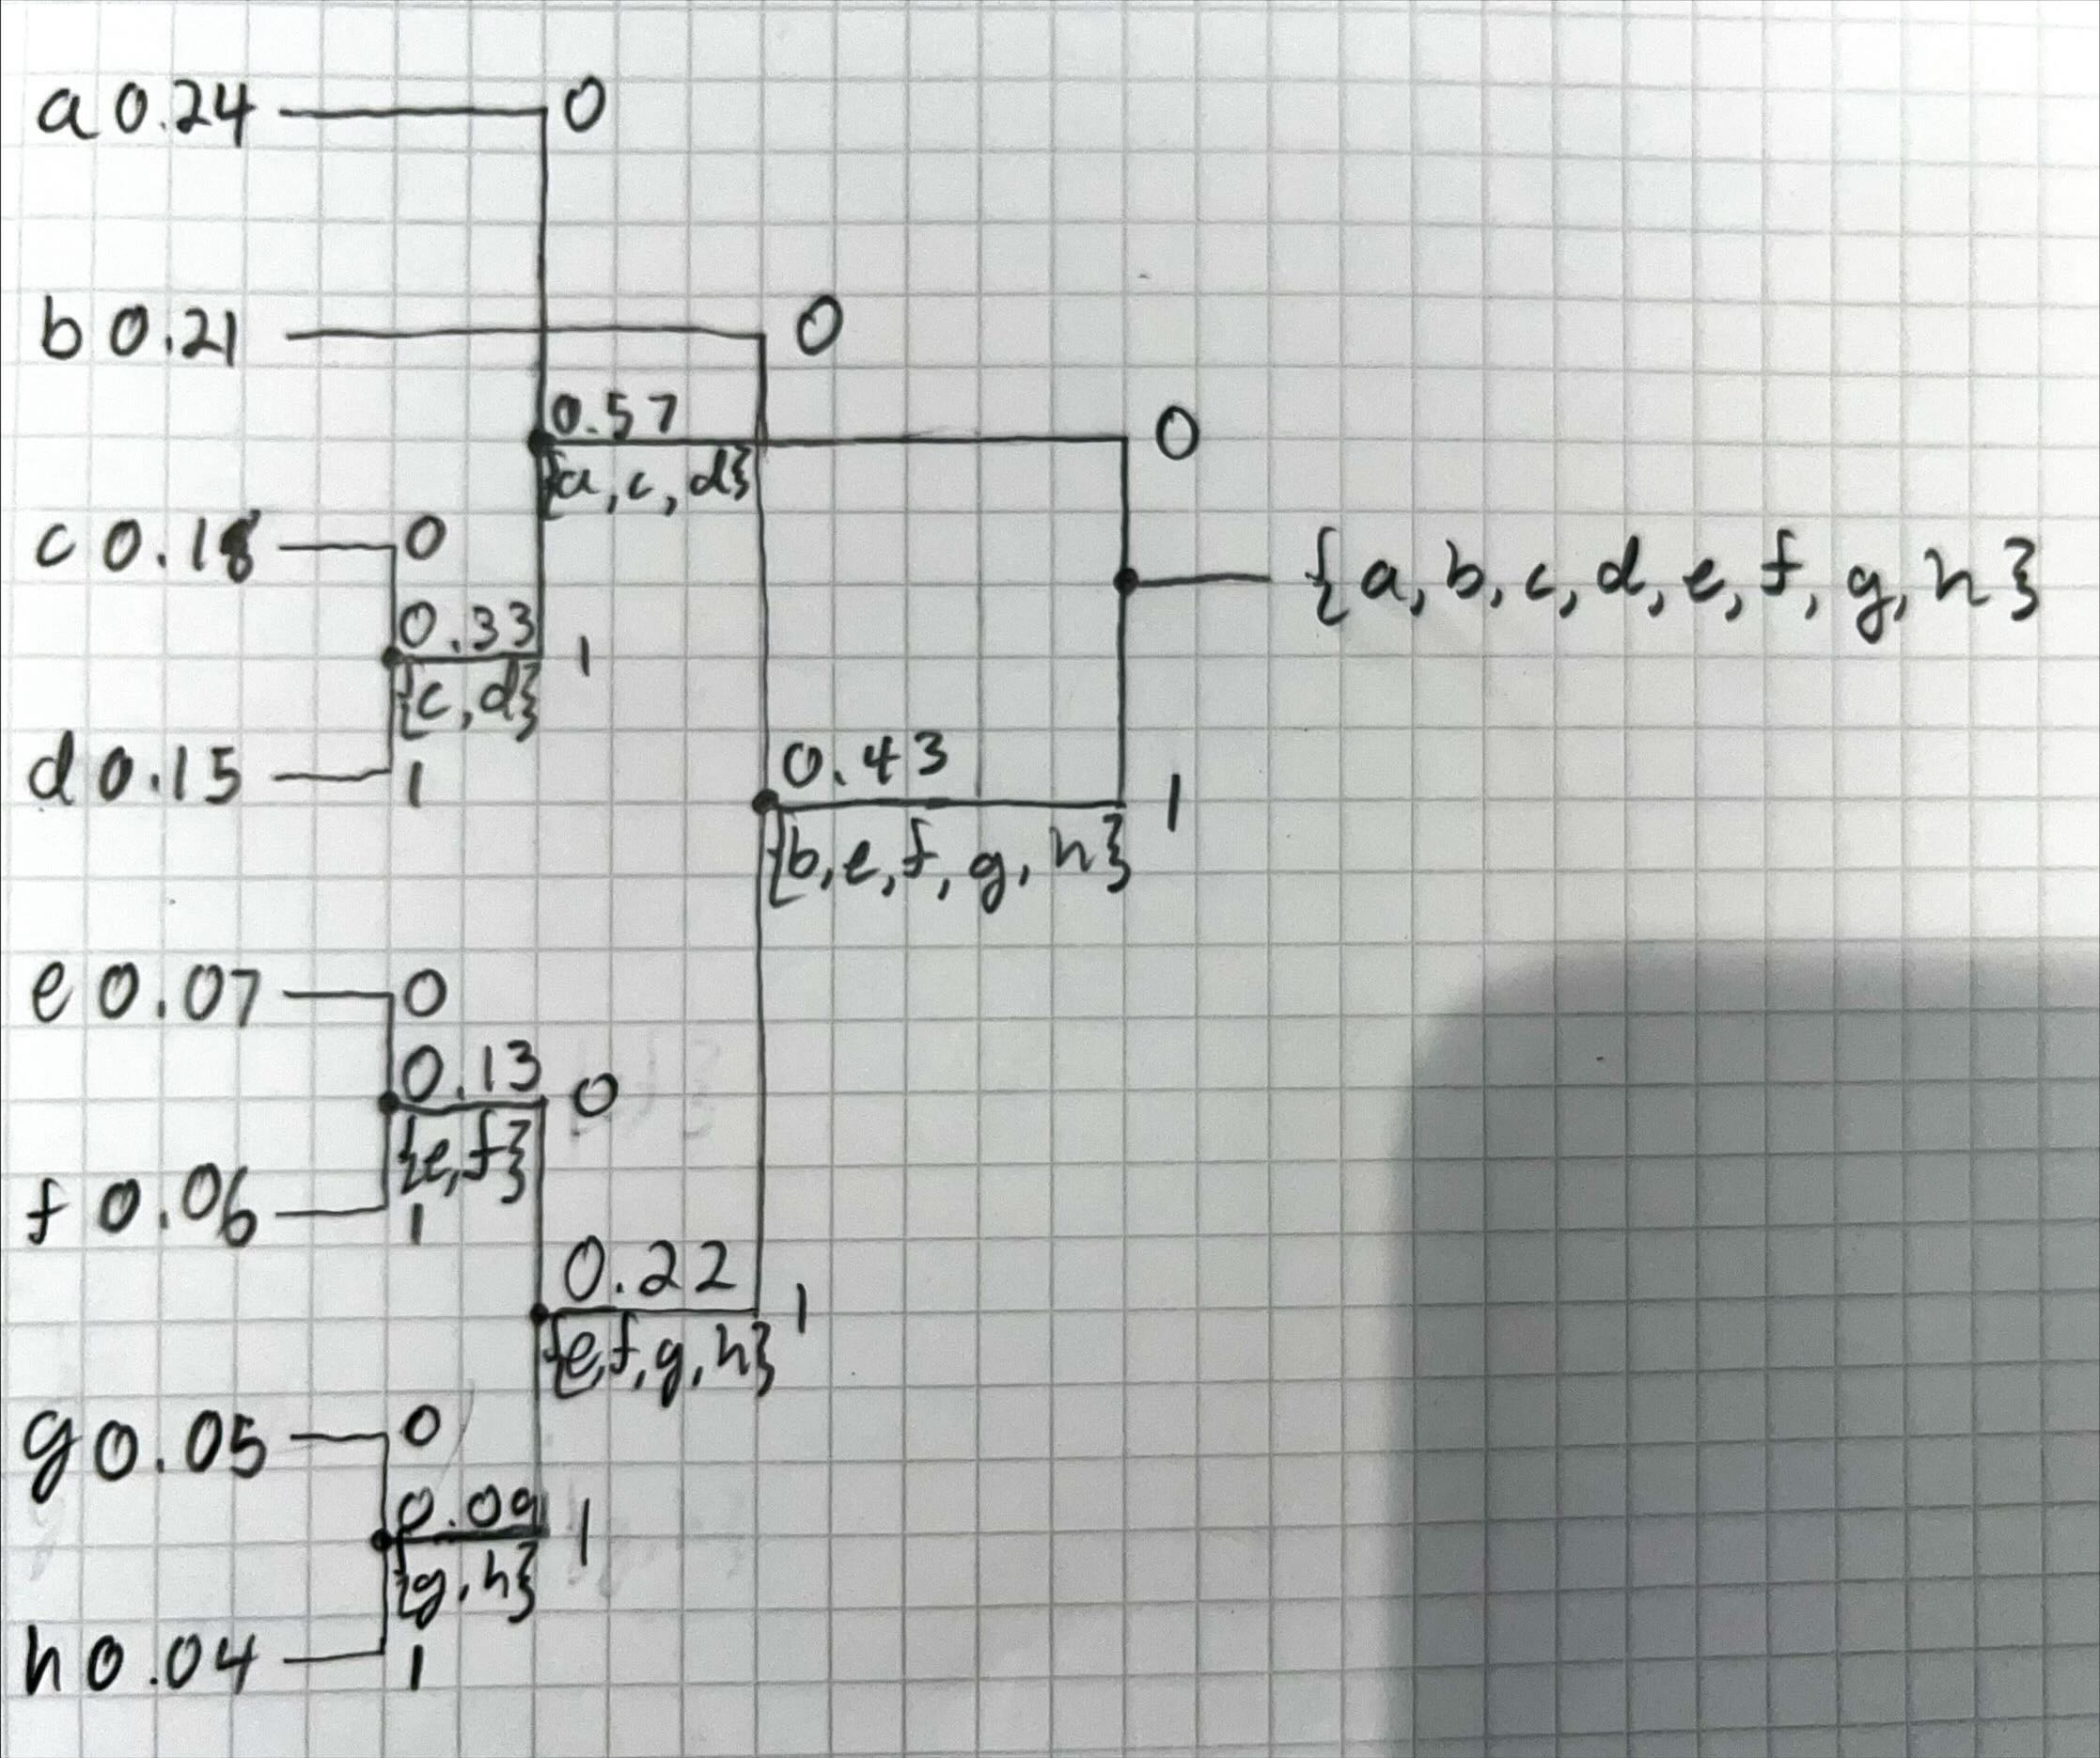 a 0.24 0
b 0.21 0
0.57
0
{a, c, d}
c 0.18 0
{a, b, c, d, e, f, g, h}
0.33
1
{c, d}
d 0.15 1
0.43
1
{b, e, f, g, h}
e 0.07 0
0.13 0
{e, f}
f 0.06 1
0.22
1
{e, f, g, h}
g 0.05 0
0.09
1
{g, h}
h 0.04 1